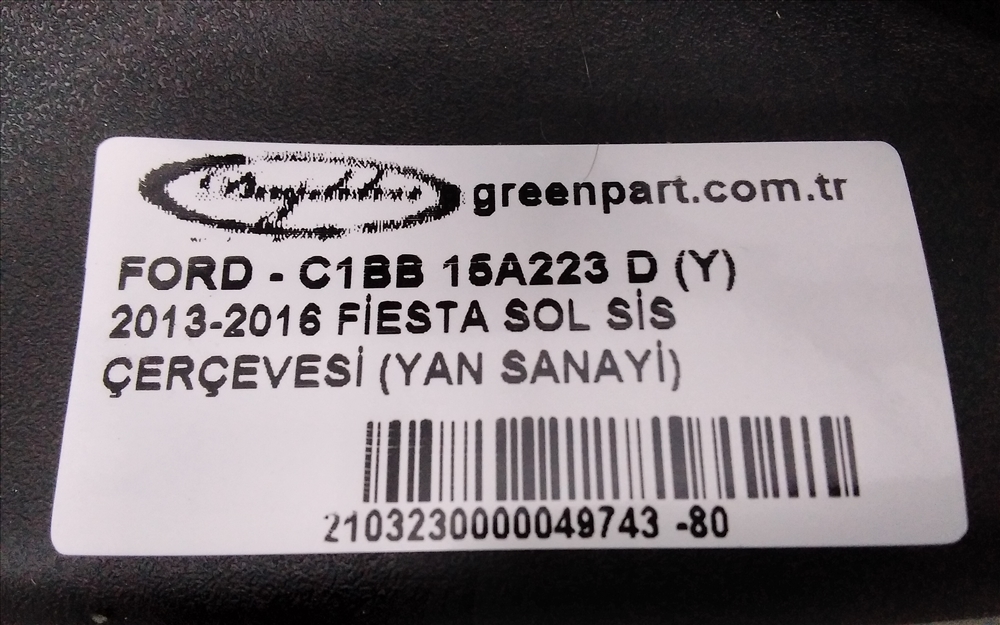 greenpart.com.tr
FORD - C1BB 15A223 D (Y)
2013-2016 FİESTA SOL SİS
ÇERÇEVESİ (YAN SANAYİ)
2103230000049743 -80